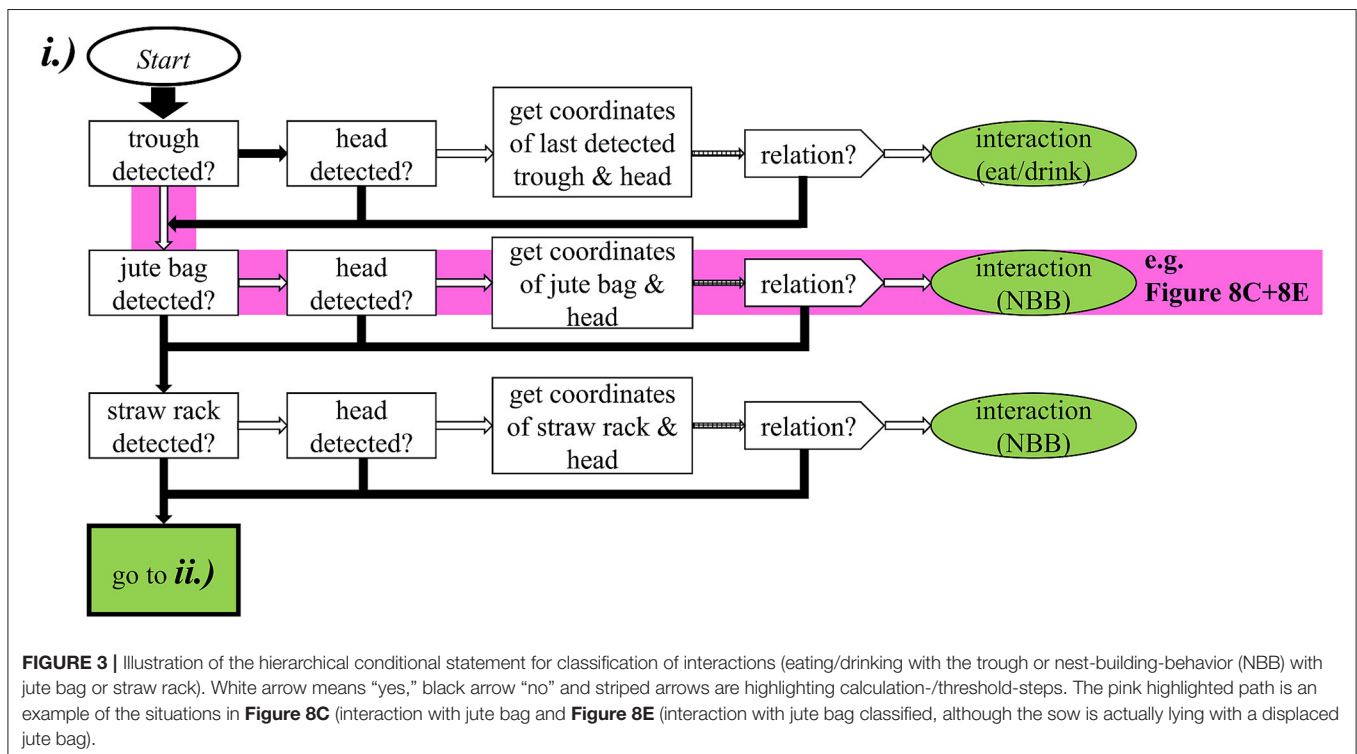 i.)
Start
trough
detected?
head
detected?
get coordinates
of last detected
trough & head
relation?
interaction
(eat/drink)
jute bag
detected?
head
detected?
get coordinates
of jute bag &
head
relation?
interaction
(NBB)
e.g.
Figure 8C+8E
straw rack
detected?
head
detected?
get coordinates
of straw rack &
head
relation?
interaction
(NBB)
go to ii.)
FIGURE 3 | Illustration of the hierarchical conditional statement for classification of interactions (eating/drinking with the trough or nest-building-behavior (NBB) with
jute bag or straw rack). White arrow means “yes,” black arrow “no” and striped arrows are highlighting calculation-/threshold-steps. The pink highlighted path is an
example of the situations in Figure 8C (interaction with jute bag and Figure 8E (interaction with jute bag classified, although the sow is actually lying with a displaced
jute bag).